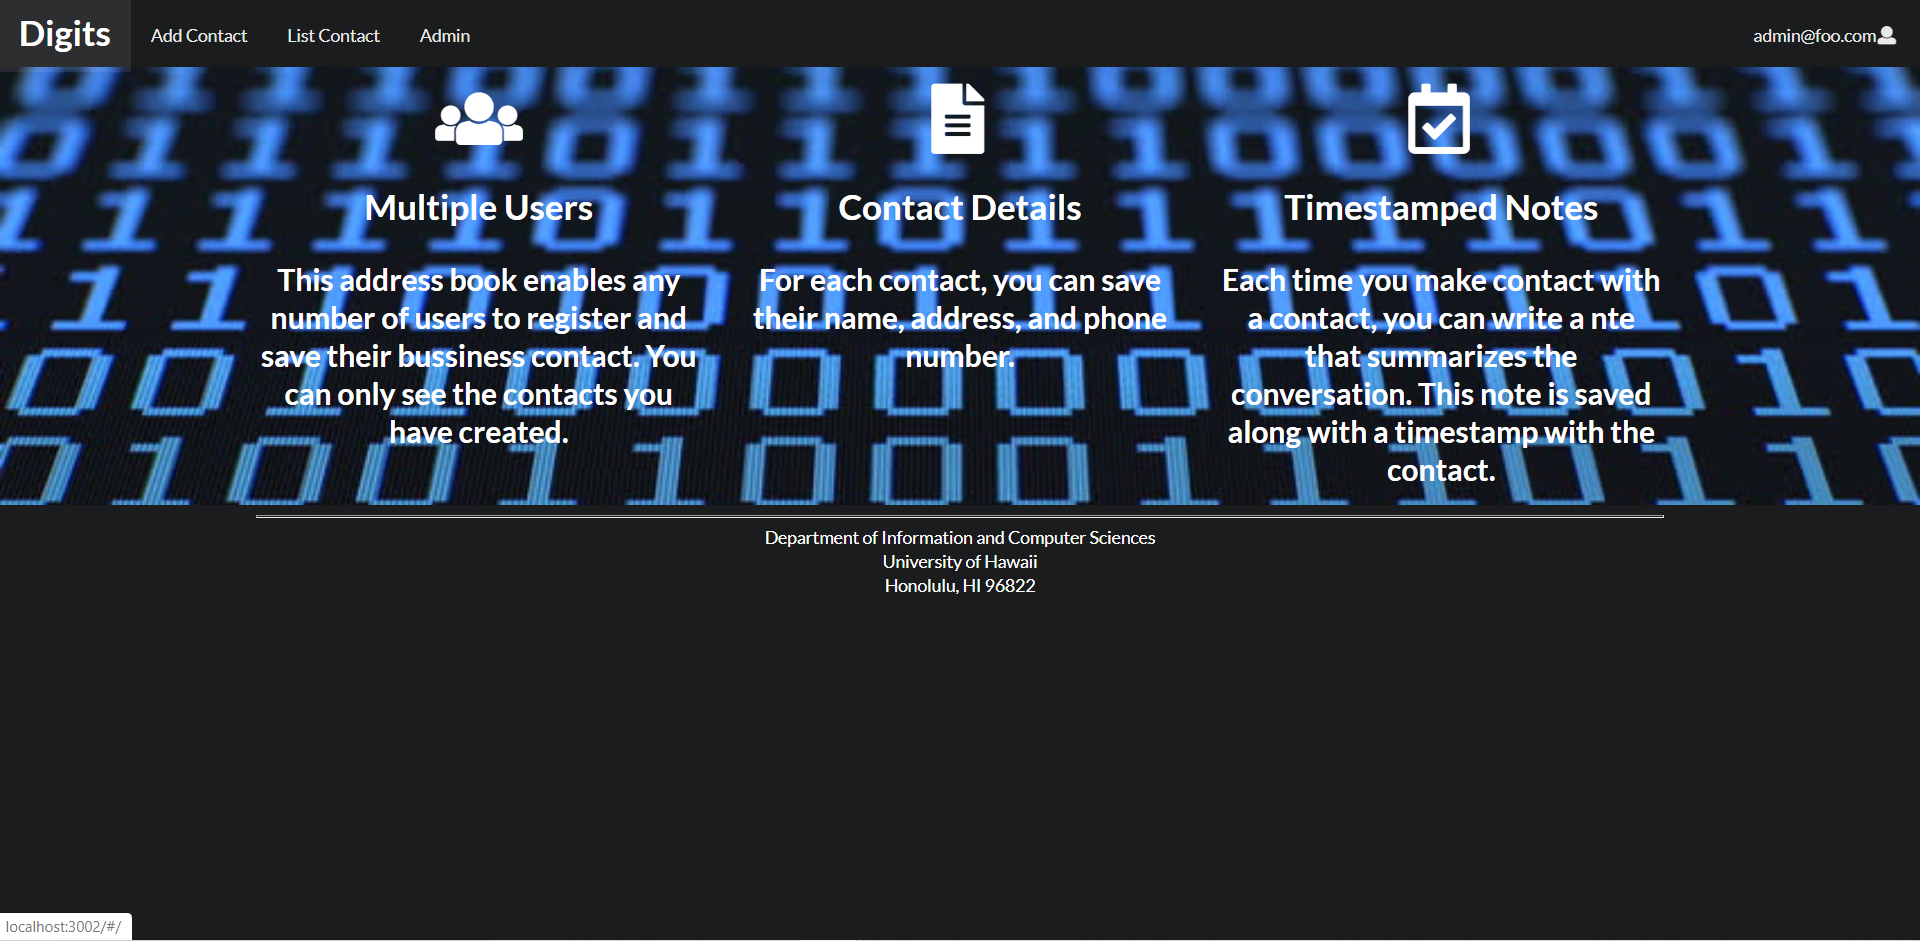 Digits
Add Contact
List Contact
Admin
admin@foo.com
Multiple Users
This address book enables any
number of users to register and
save their bussiness contact. You
can only see the contacts you
have created.
Contact Details
For each contact, you can save
their name, address, and phone
number.
Timestamped Notes
Each time you make contact with
a contact, you can write a nte
that summarizes the
conversation. This note is saved
along with a timestamp with the
contact.
Department of Information and Computer Sciences
University of Hawaii
Honolulu, HI 96822
localhost:3002/#/